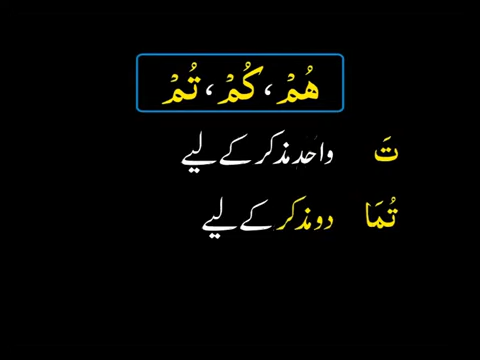 هُمْ، كُمْ، تُمْ
تَ واحد مذکر کے لیے
تُمَا دو مذکر کے لیے